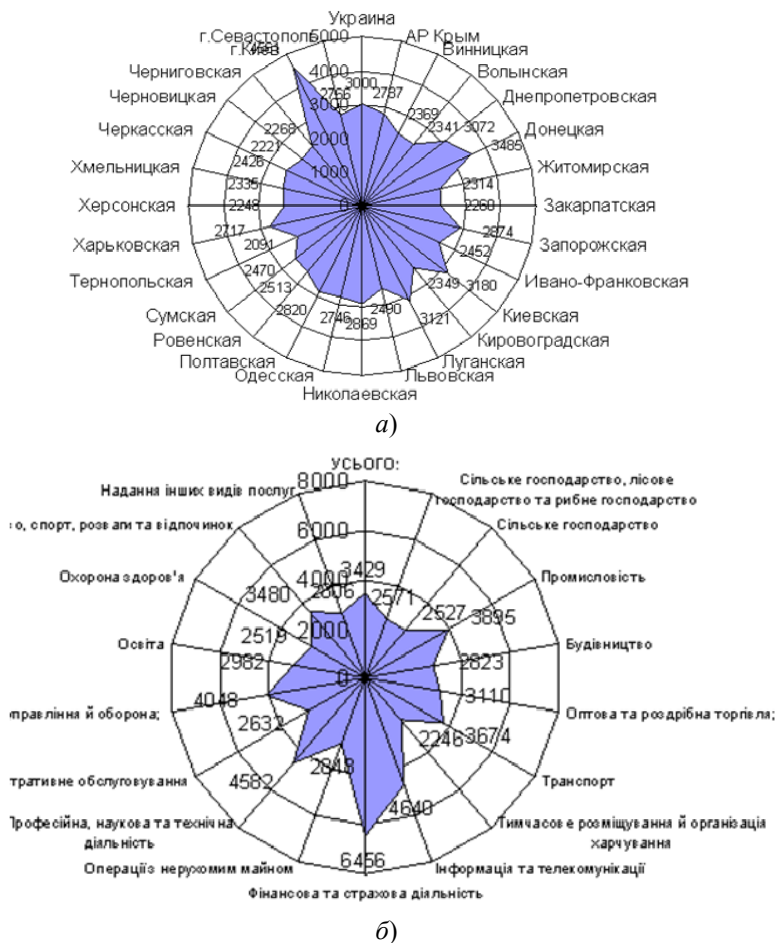 Украина
г.Севастополь
5000
АР Крым
г.Киев
4583
Винницкая
Черниговская
4000
Волынская
Черновицкая
2766
3000
2787
Днепропетровская
3000
2369
Черкасская
2268
2341
3072
Донецкая
2221
2000
3485
Хмельницкая
2426
Житомирская
2335
1000
2314
Херсонская
2248
0
2260
Закарпатская
Харьковская
2717
2874
Запорожская
2091
2452
Тернопольская
2470
2349
Ивано-Франковская
2513
3180
Сумская
2820
2746
2869
2490
3121
Киевская
Ровенская
Кировоградская
Полтавская
Луганская
Одесская
Львовская
Николаевская
а)
УСЬОГО:
8000
Сільське господарство, лісове
господарство та рибне господарство
Надання інших видів послуг
о, спорт, розваги та відпочинок
6000
Сільське господарство
Охорона здоров'я
4000
3429
Промисловість
3480
2806
2571
2527
3895
2519
2000
Освіта
2982
0
2823
Будівництво
4048
3110
правління й оборона;
Оптова та роздрібна торгівля;
2632
2246
3674
тративне обслуговування
4582
2848
4640
Транспорт
Професійна, наукова та технічна
діяльність
Тимчасове розміщування й організація
харчування
Операції з нерухомим майном
6456
Інформація та телекомунікації
Фінансова та страхова діяльність
б)